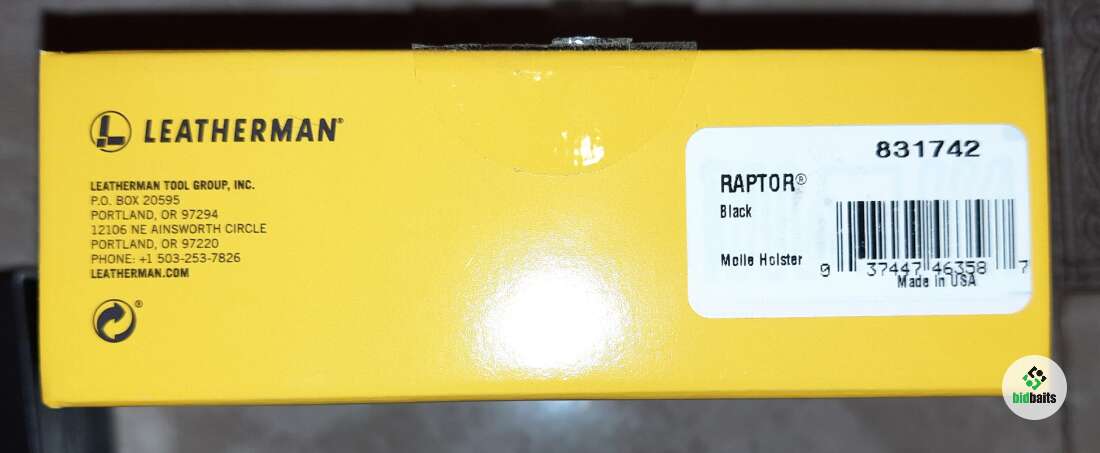 LEATHERMAN®
LEATHERMAN TOOL GROUP, INC.
P.O. BOX 20595
PORTLAND, OR 97294
12106 NE AINSWORTH CIRCLE
PORTLAND, OR 97220
PHONE: +1 503-253-7826
LEATHERMAN.COM
®
831742
RAPTOR®
Black
Molle Holster
0 37447 46358 7
Made in USA
bidbaits